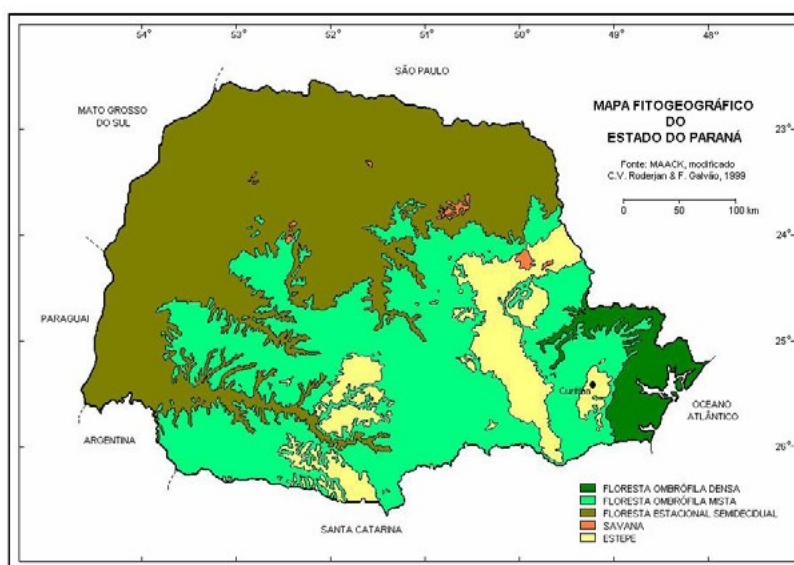 54° 53° 52° 51° 50° 49° 48°
SÃO PAULO
MATO GROSSO
DO SUL
MAPA FITOGEOGRÁFICO
DO
ESTADO DO PARANÁ
Fonte: MAACK, modificado
C.V. Roderjan & F. Galvão, 1999
0 50 100 km
23°
24°
PARAGUAI
25°
Curitiba
OCEANO
ATLÂNTICO
ARGENTINA
26°
FLORESTA OMBRÓFILA DENSA
FLORESTA OMBRÓFILA MISTA
FLORESTA ESTACIONAL SEMIDECIDUAL
SAVANA
ESTEPE
SANTA CATARINA